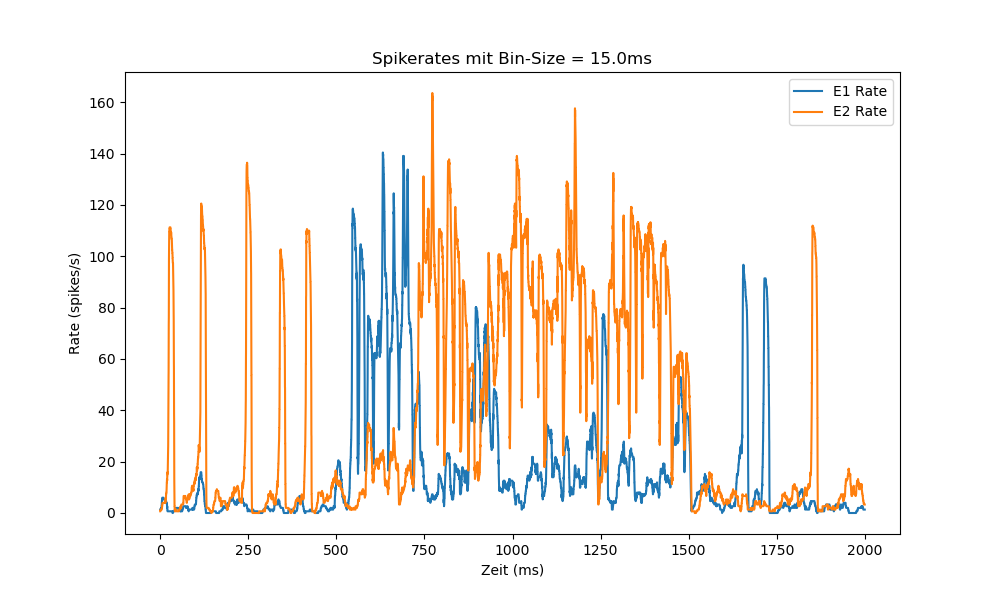 Spikerates mit Bin-Size = 15.0ms
E1 Rate
E2 Rate
160
140
120
100
80
60
40
20
0
Rate (spikes/s)
0 250 500 750 1000 1250 1500 1750 2000
Zeit (ms)